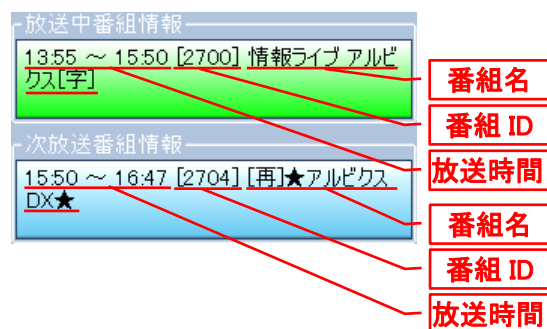 放送中番組情報
13:55 ～ 15:50 [2700] 情報ライブ アルビ
クス[字]
番組名
番組 ID
放送時間
次放送番組情報
15:50 ～ 16:47 [2704] [再]★アルビクス
DX★
番組名
番組 ID
放送時間